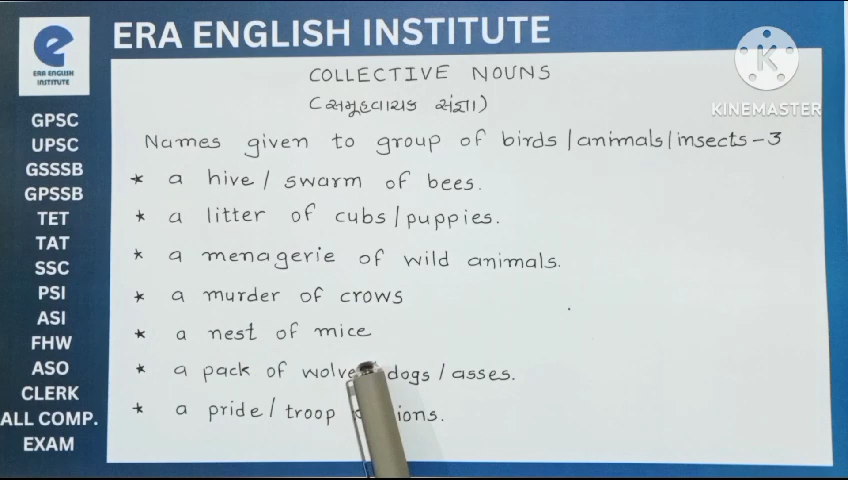 ERA ENGLISH INSTITUTE
ERA ENGLISH
INSTITUTE
KINEMASTER
GPSC
UPSC
GSSSB
GPSSB
TET
TAT
SSC
PSI
ASI
FHW
ASO
CLERK
ALL COMP.
EXAM
COLLECTIVE NOUNS
(સમૂહવાચક સંજ્ઞા)
Names given to group of birds/animals/insects-3
* a hive/ swarm of bees.
* a litter of cubs/puppies.
* a menagerie of wild animals.
* a murder of crows
* a nest of mice
* a pack of dogs/asses.
* a pride/ troop